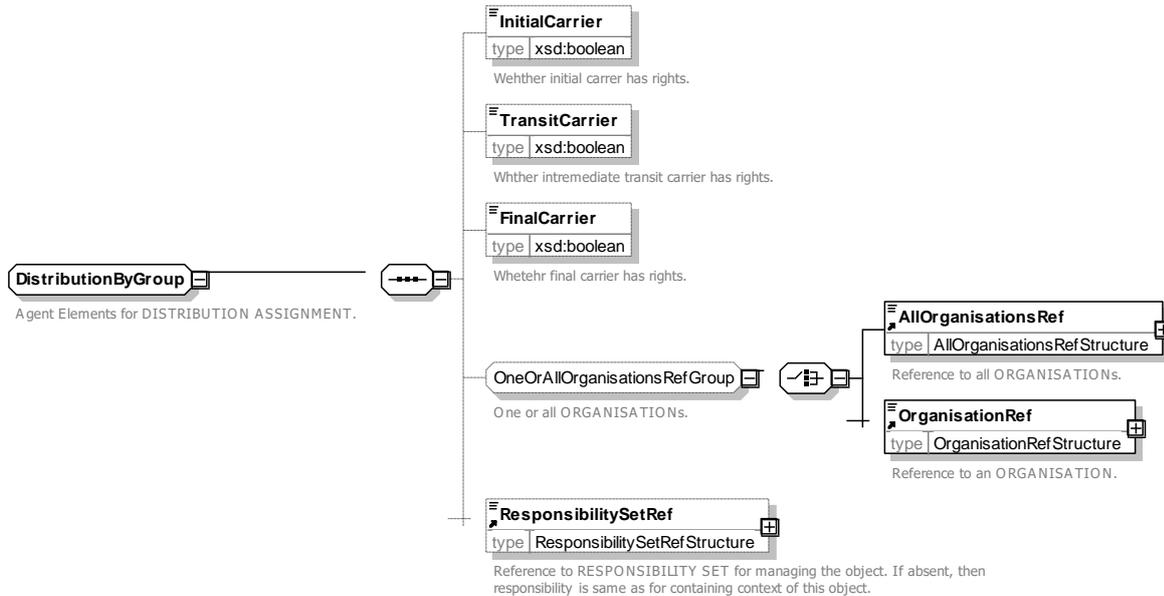 InitialCarrier
type xsd:boolean
Wehther initial carrer has rights.
TransitCarrier
type xsd:boolean
Whther intremediate transit carrier has rights.
FinalCarrier
type xsd:boolean
Whetehr final carrier has rights.
DistributionByGroup
Agent Elements for DISTRIBUTION ASSIGNMENT.
OneOrAllOrganisationsRefGroup
One or all ORGANISATIONs.
AllOrganisationsRef
type AllOrganisationsRefStructure
Reference to all ORGANISATIONs.
OrganisationRef
type OrganisationRefStructure
Reference to an ORGANISATION.
ResponsibilitySetRef
type ResponsibilitySetRefStructure
Reference to RESPONSIBILITY SET for managing the object. If absent, then
responsibility is same as for containing context of this object.